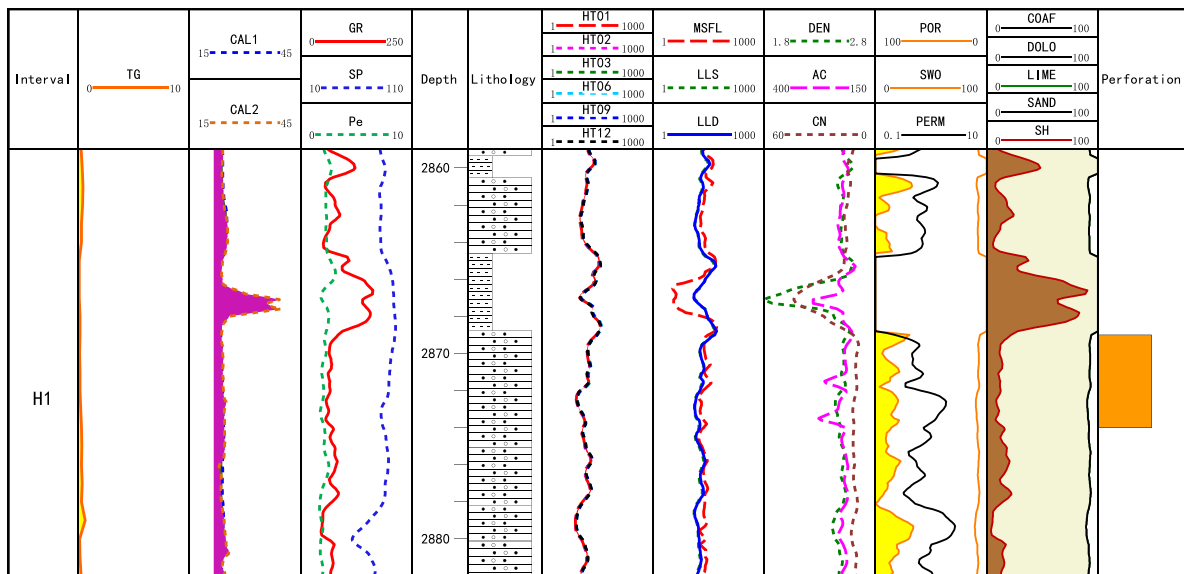 Interval
TG
0 10
CAL1
15 45
CAL2
15 45
GR
0 250
SP
10 110
Pe
0 10
Depth
Lithology
HT01
1 1000
HT02
1 1000
HT03
1 1000
HT06
1 1000
HT09
1 1000
HT12
1 1000
MSFL
1 1000
LLS
1 1000
LLD
1 1000
DEN
1.8 2.8
AC
400 150
CN
60 0
POR
100 0
SWO
0 100
PERM
0.1 10
COAF
0 100
DOLO
0 100
LIME
0 100
SAND
0 100
SH
0 100
Perforation
H1
2860
2870
2880